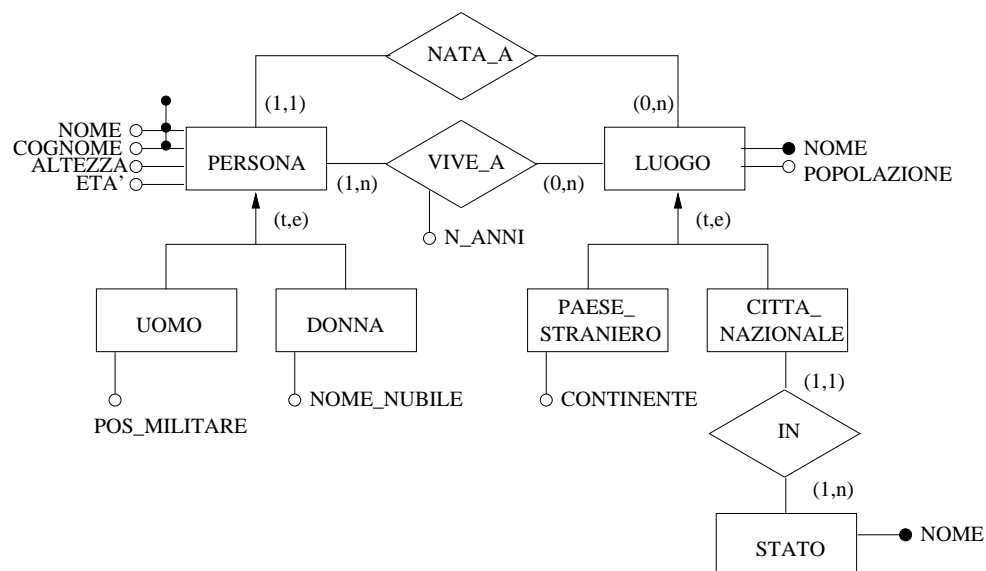 NATA_A
(1,1)
(0,n)
NOME
COGNOME
ALTEZZA
ETA'
PERSONA
(1,n)
VIVE_A
(0,n)
LUOGO
NOME
POPOLAZIONE
(t,e)
N_ANNI
(t,e)
UOMO
DONNA
PAESE_
STRANIERO
CITTA_
NAZIONALE
POS_MILITARE
NOME_NUBILE
CONTINENTE
(1,1)
IN
(1,n)
STATO
NOME